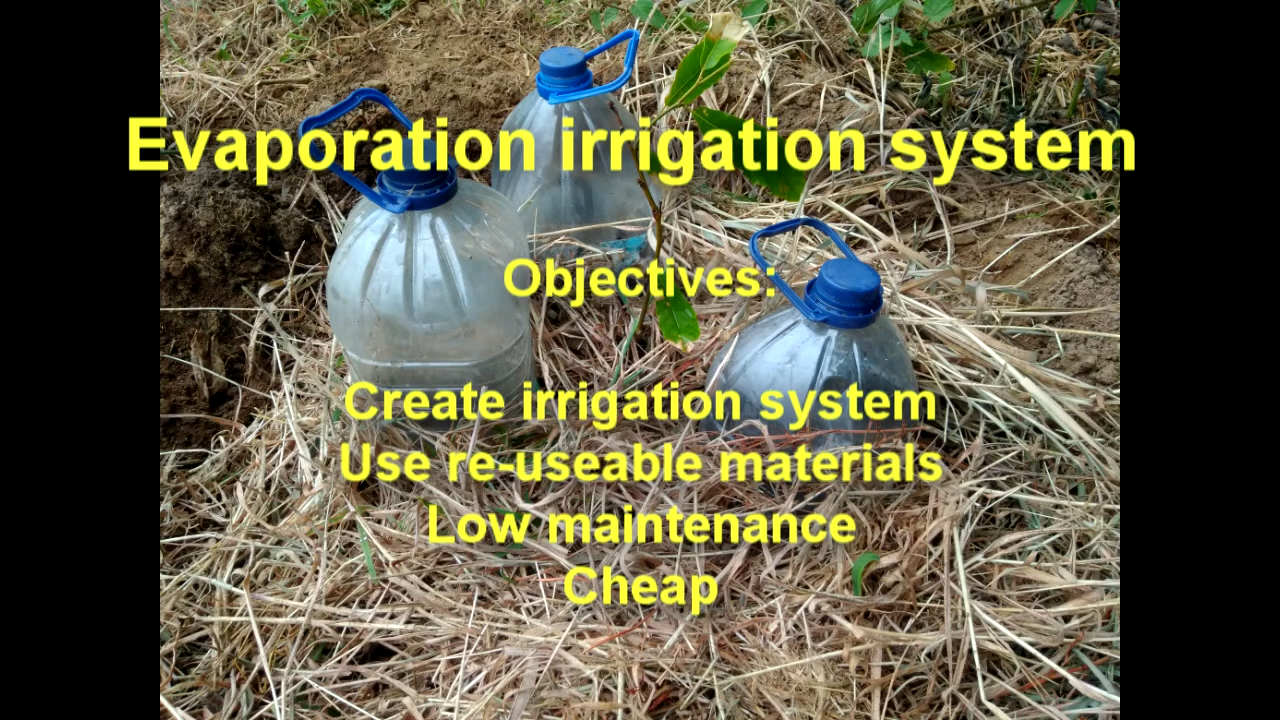 Evaporation irrigation system
Objectives:
Create irrigation system
Use re-useable materials
Low maintenance
Cheap